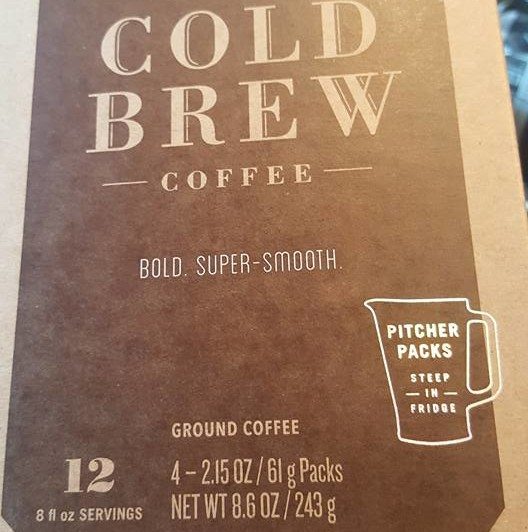 COLD
BREW
COFFEE
BOLD. SUPER-SMOOTH.
PITCHER
PACKS
STEEP
IN
FRIDGE
GROUND COFFEE
12
8 fl oz SERVINGS
4 – 2.15 OZ / 61 g Packs
NET WT 8.6 OZ / 243 g